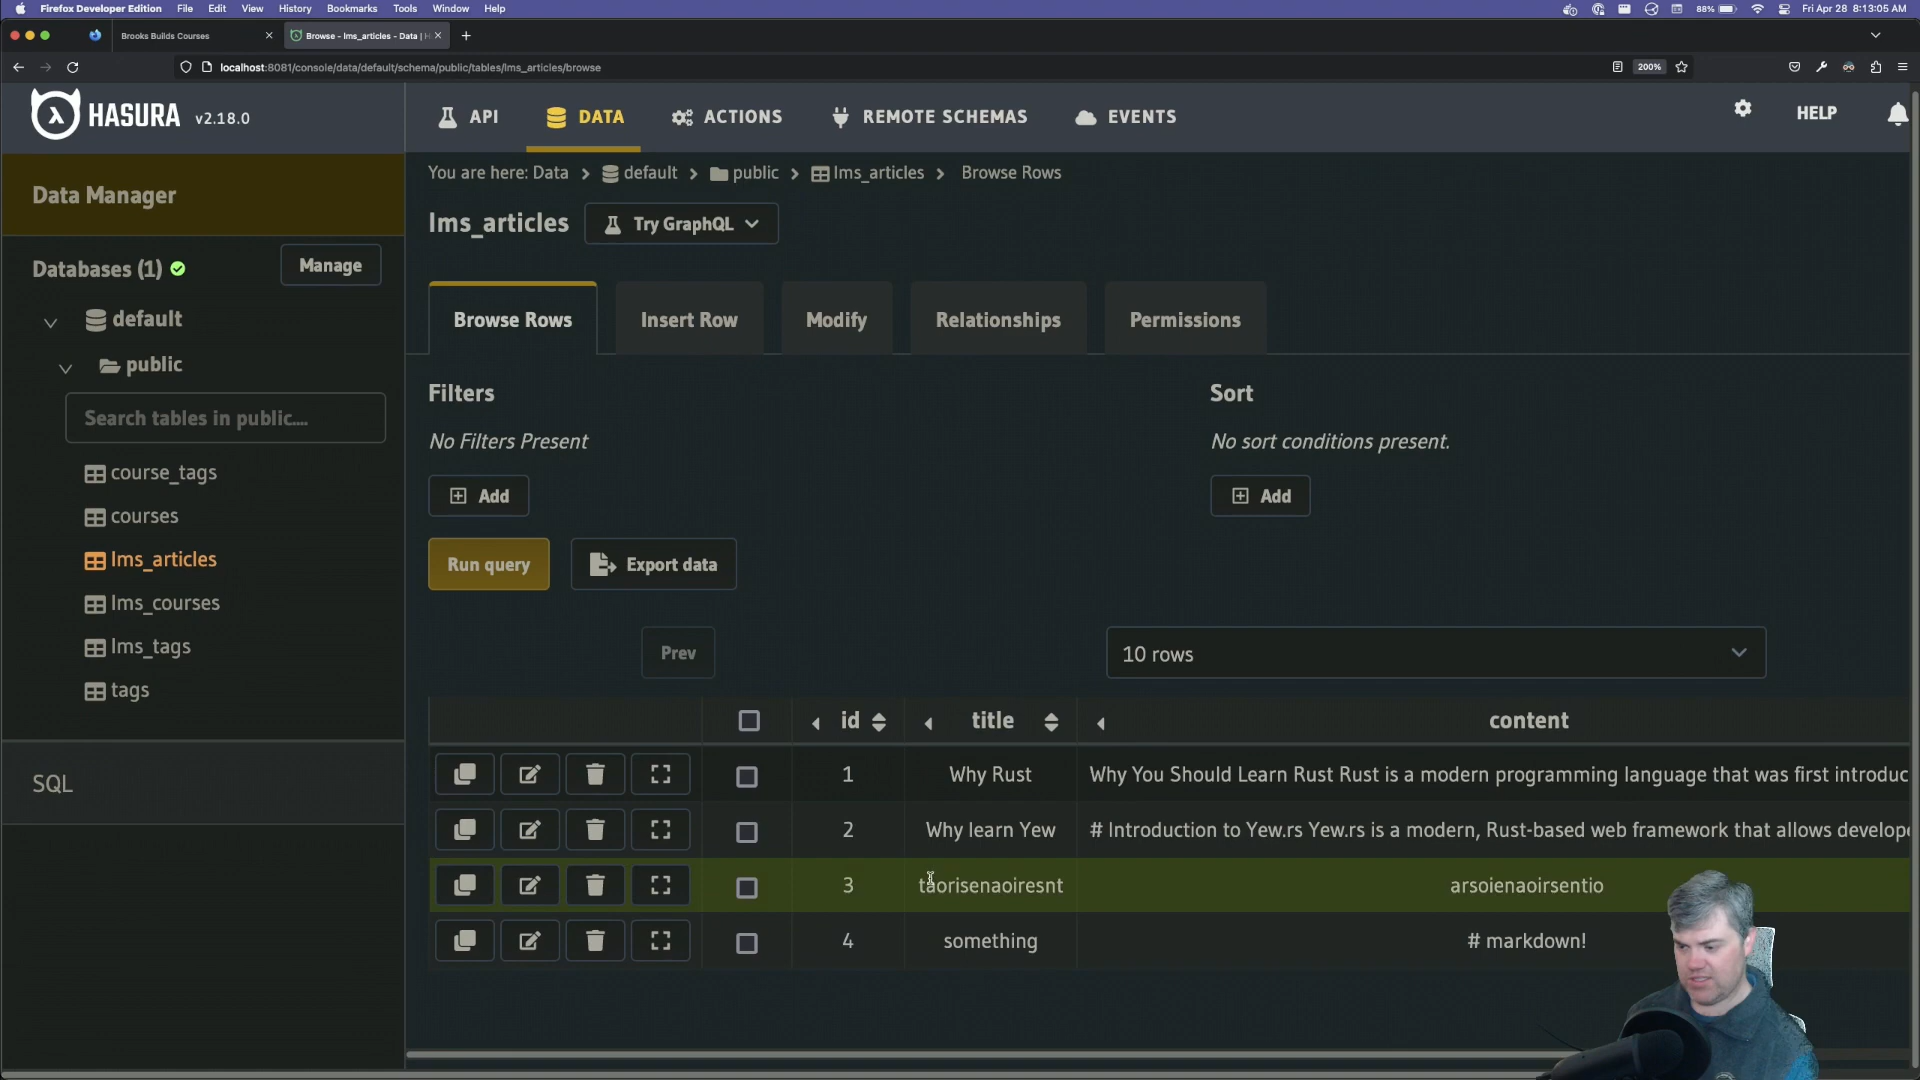 Firefox Developer Edition File Edit View History Bookmarks Tools Window Help 88% Fri Apr 28 8:13:05 AM
Brooks Builds Courses Browse - lms_articles - Data | H
localhost:8081/console/data/default/schema/public/tables/lms_articles/browse 200%
HASURA v2.18.0 API DATA ACTIONS REMOTE SCHEMAS EVENTS HELP
You are here: Data > default > public > lms_articles > Browse Rows
Data Manager
lms_articles Try GraphQL
Databases (1) Manage
default
public
Search tables in public....
course_tags
courses
lms_articles
lms_courses
lms_tags
tags
SQL
Browse Rows Insert Row Modify Relationships Permissions
Filters Sort
No Filters Present No sort conditions present.
Add Add
Run query Export data
Prev 10 rows
id title content
1 Why Rust Why You Should Learn Rust Rust is a modern programming language that was first introduc
2 Why learn Yew # Introduction to Yew.rs Yew.rs is a modern, Rust-based web framework that allows develope
3 taorisenaoiresnt arsoienaoirsentio
4 something # markdown!